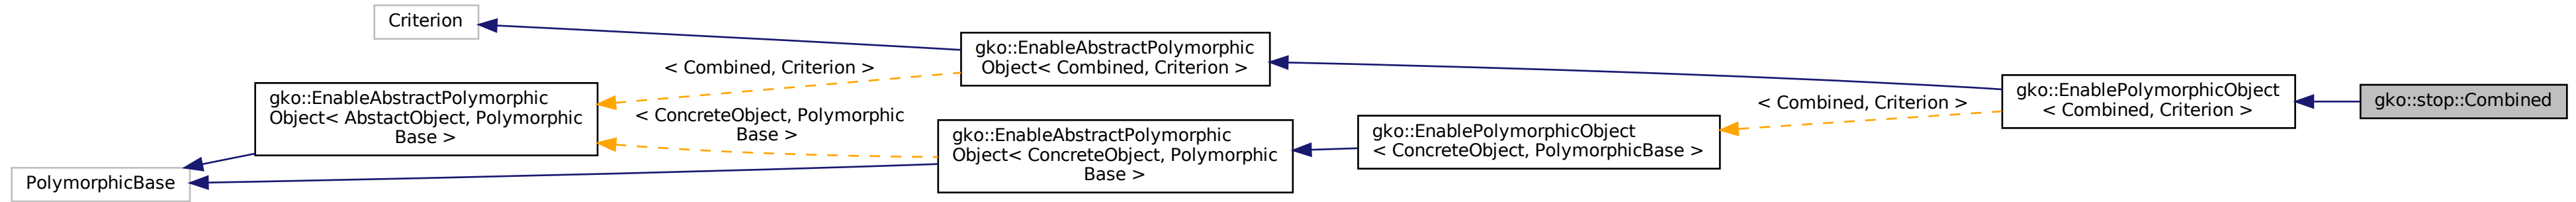 Criterion
gko::EnableAbstractPolymorphic
Object< Combined, Criterion >
< Combined, Criterion >
gko::EnableAbstractPolymorphic
Object< AbstactObject, Polymorphic
Base >
< ConcreteObject, Polymorphic
Base >
gko::EnableAbstractPolymorphic
Object< ConcreteObject, Polymorphic
Base >
PolymorphicBase
gko::EnablePolymorphicObject
< ConcreteObject, PolymorphicBase >
< Combined, Criterion >
gko::EnablePolymorphicObject
< Combined, Criterion >
gko::stop::Combined